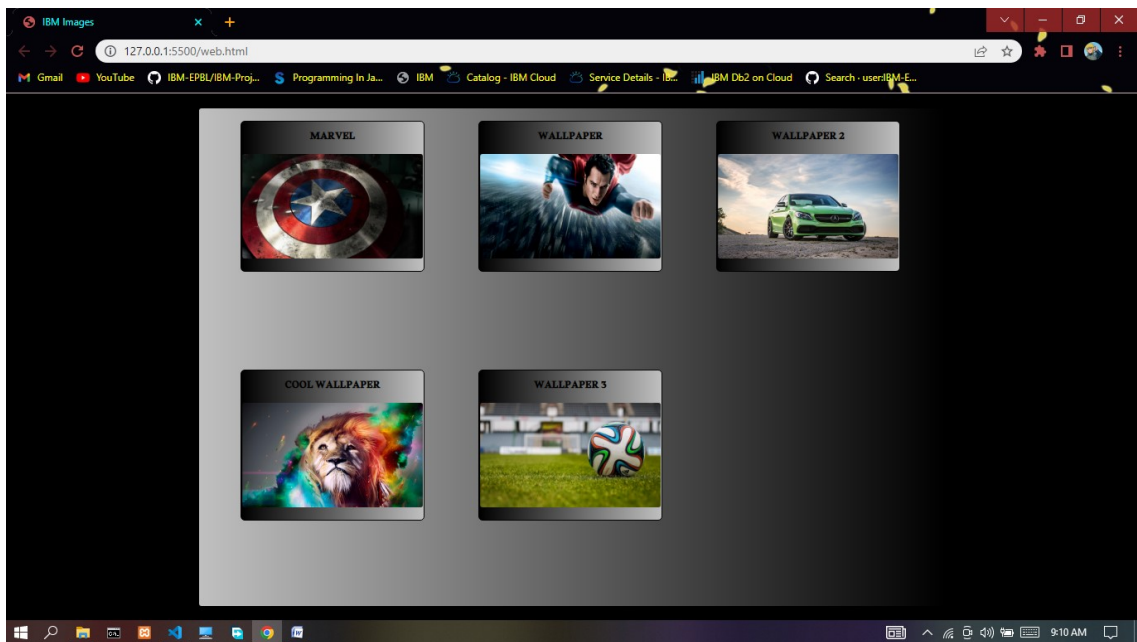 IBM Images
127.0.0.1:5500/web.html
Gmail YouTube IBM-EPBL/IBM-Proj... Programming In Ja... IBM Catalog - IBM Cloud Service Details - IB... IBM Db2 on Cloud Search · user:IBM-E...
MARVEL WALLPAPER WALLPAPER 2
COOL WALLPAPER WALLPAPER 3
9:10 AM